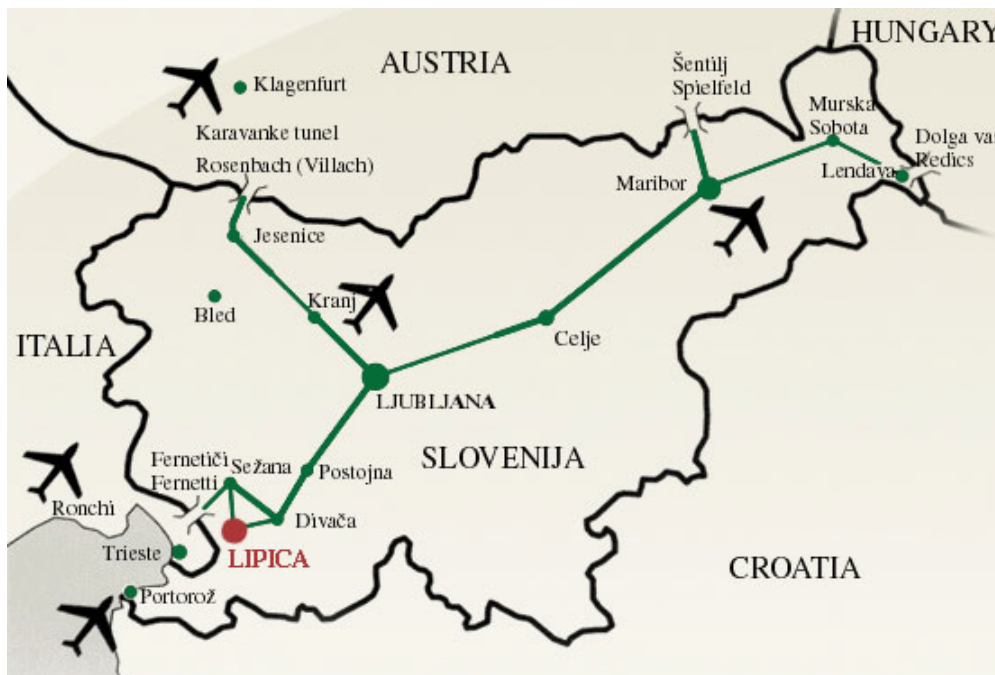 HUNGARY
AUSTRIA
Šentilj
Spielfeld
Klagenfurt
Murska
Sobota
Karavanke tunel
Rosenbach (Villach)
Dolga va
Redics
Lendava
Maribor
Jesenice
Kranj
Bled
Celje
ITALIA
LJUBLJANA
SLOVENIJA
Fernetiči
Fernetti
Sežana
Postojna
Ronchi
Divača
Trieste
LIPICA
CROATIA
Portorož